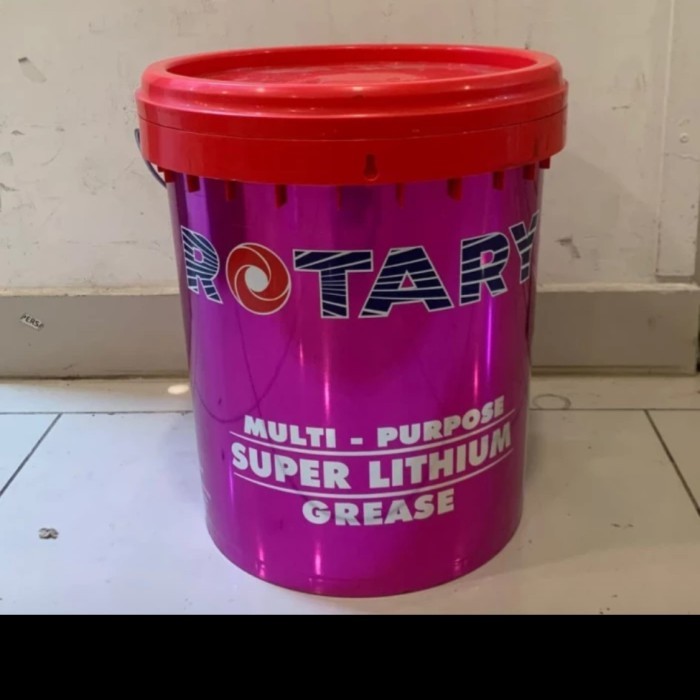 ROTARY
MULTI - PURPOSE
SUPER LITHIUM
GREASE